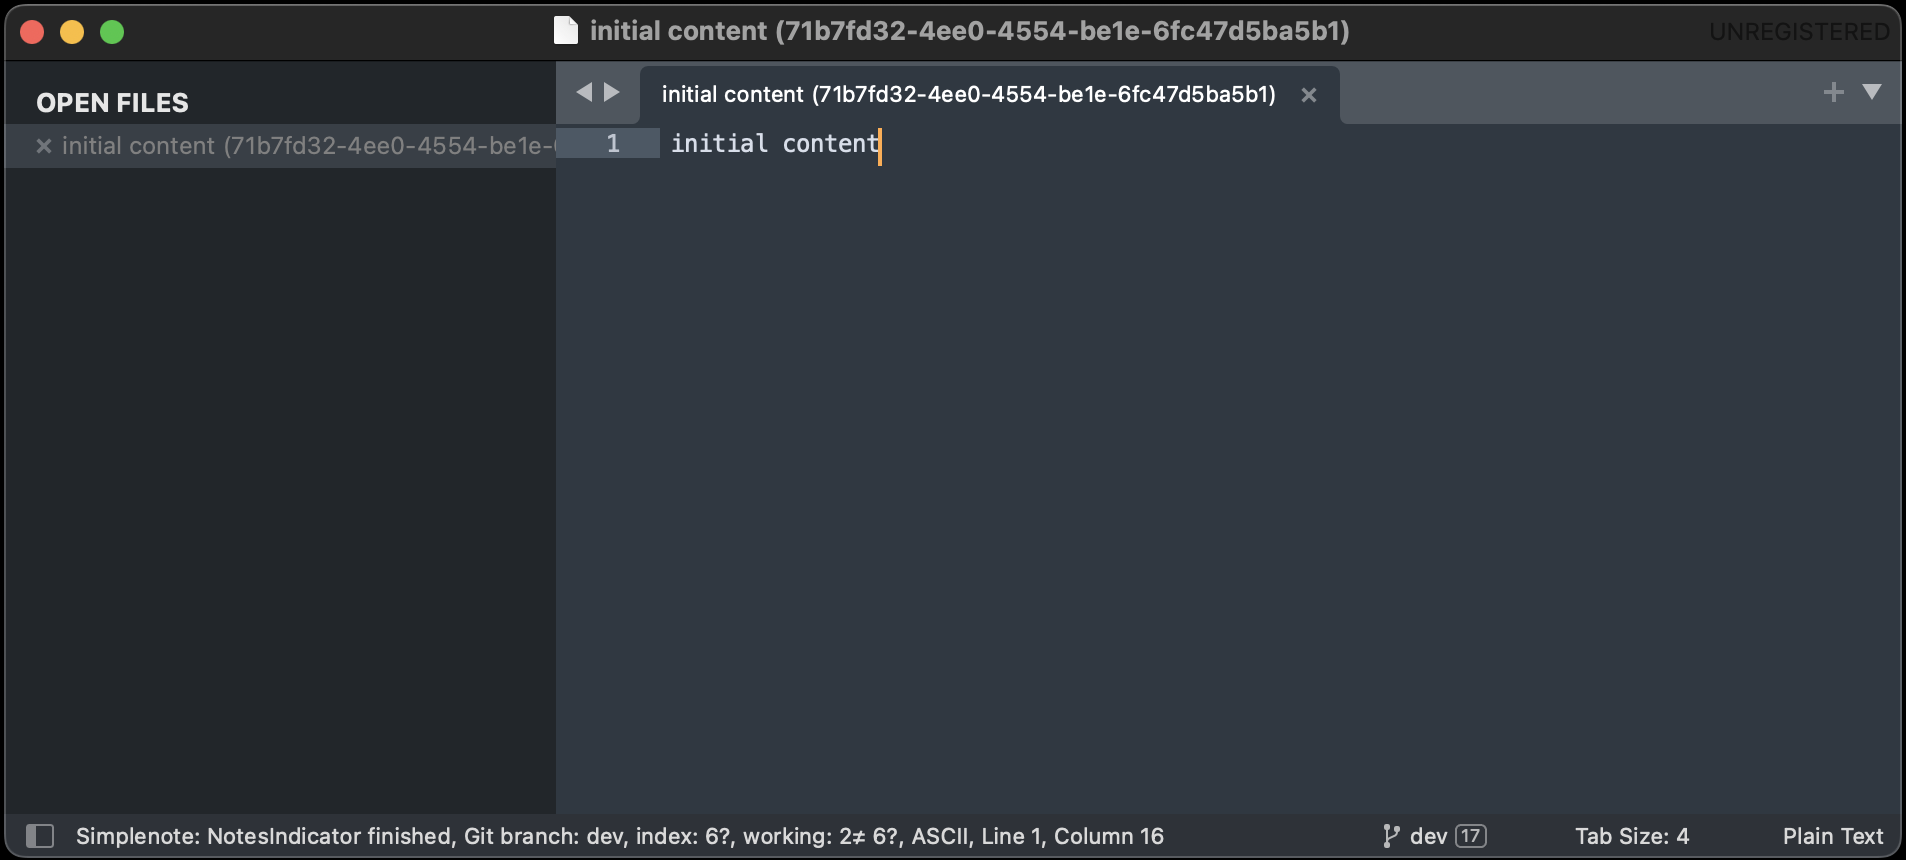 initial content (71b7fd32-4ee0-4554-be1e-6fc47d5ba5b1)
UNREGISTERED
OPEN FILES
initial content (71b7fd32-4ee0-4554-be1e-
initial content (71b7fd32-4ee0-4554-be1e-6fc47d5ba5b1)
1 initial content
Simplenote: NotesIndicator finished, Git branch: dev, index: 6?, working: 2≠ 6?, ASCII, Line 1, Column 16
dev 17
Tab Size: 4
Plain Text